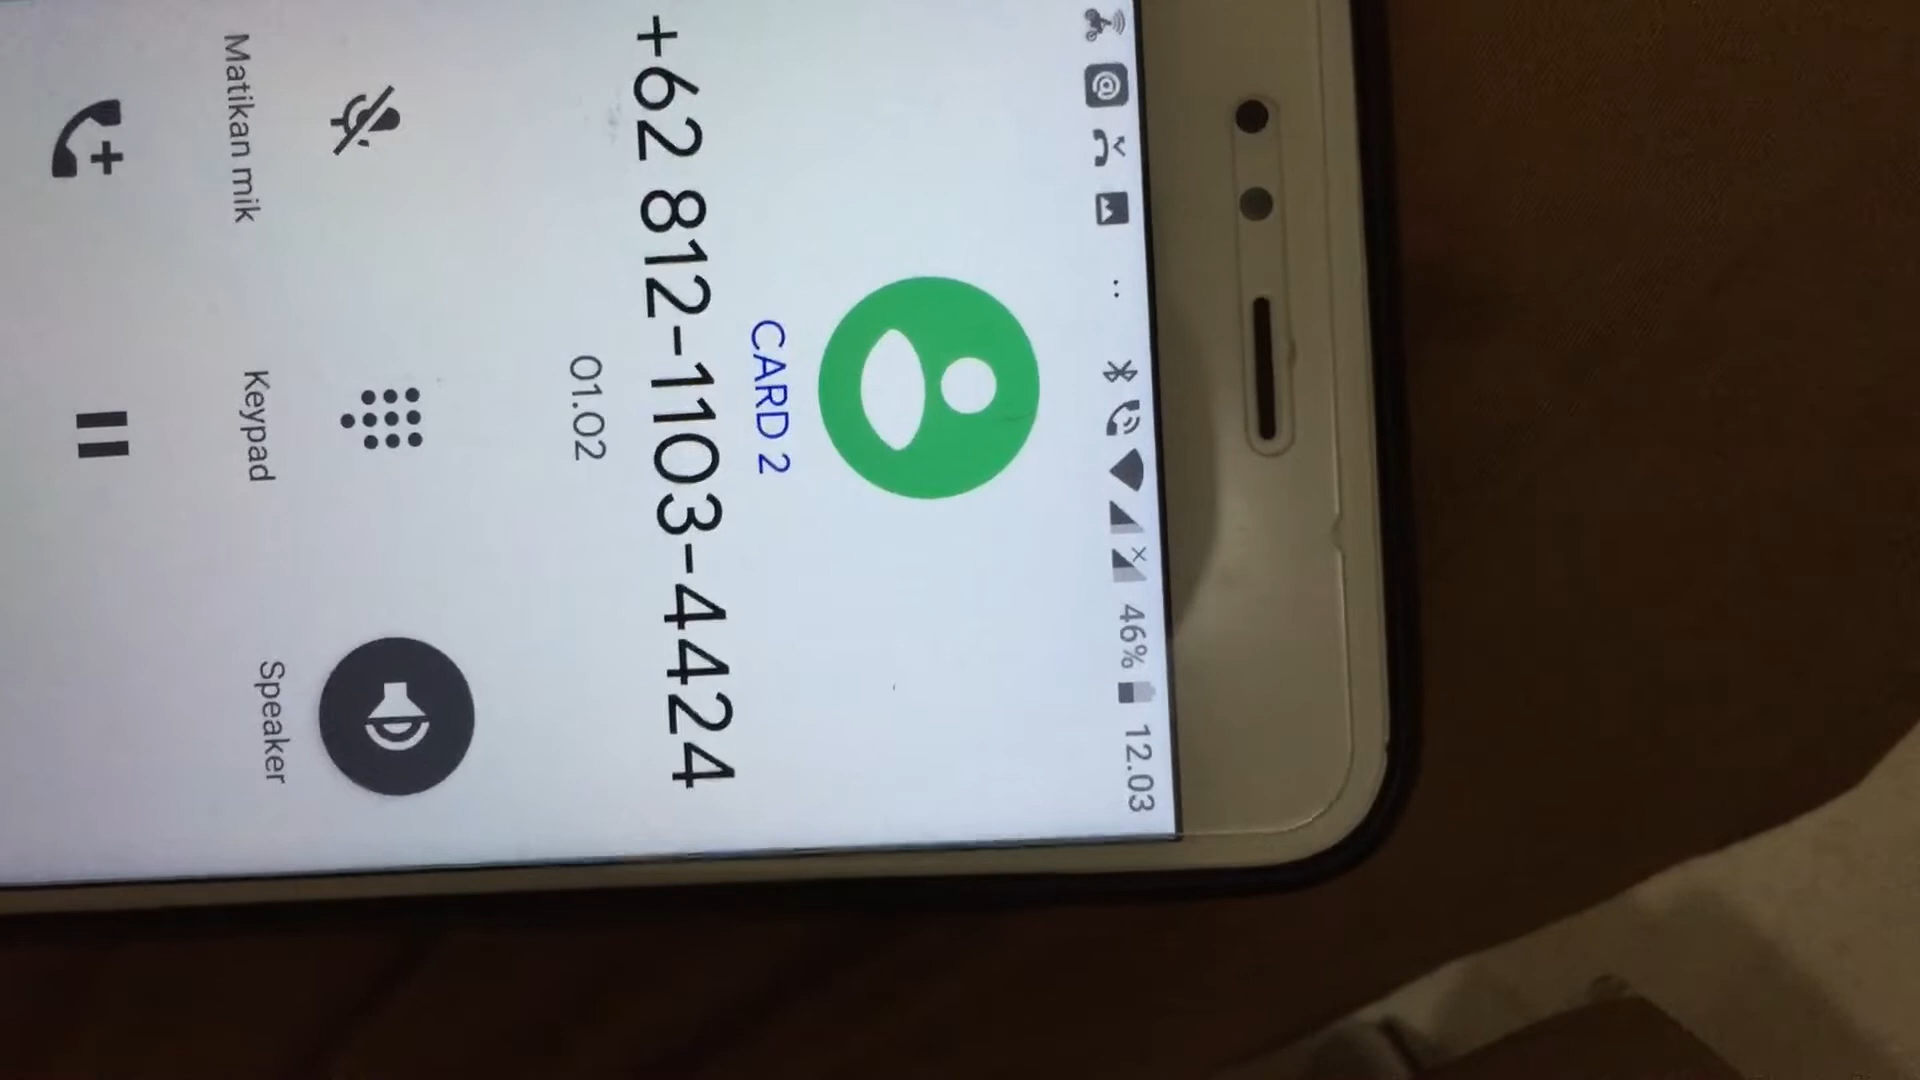 46% 12.03
CARD 2
+62 812-1103-4424
01.02
Matikan mik
Keypad
Speaker